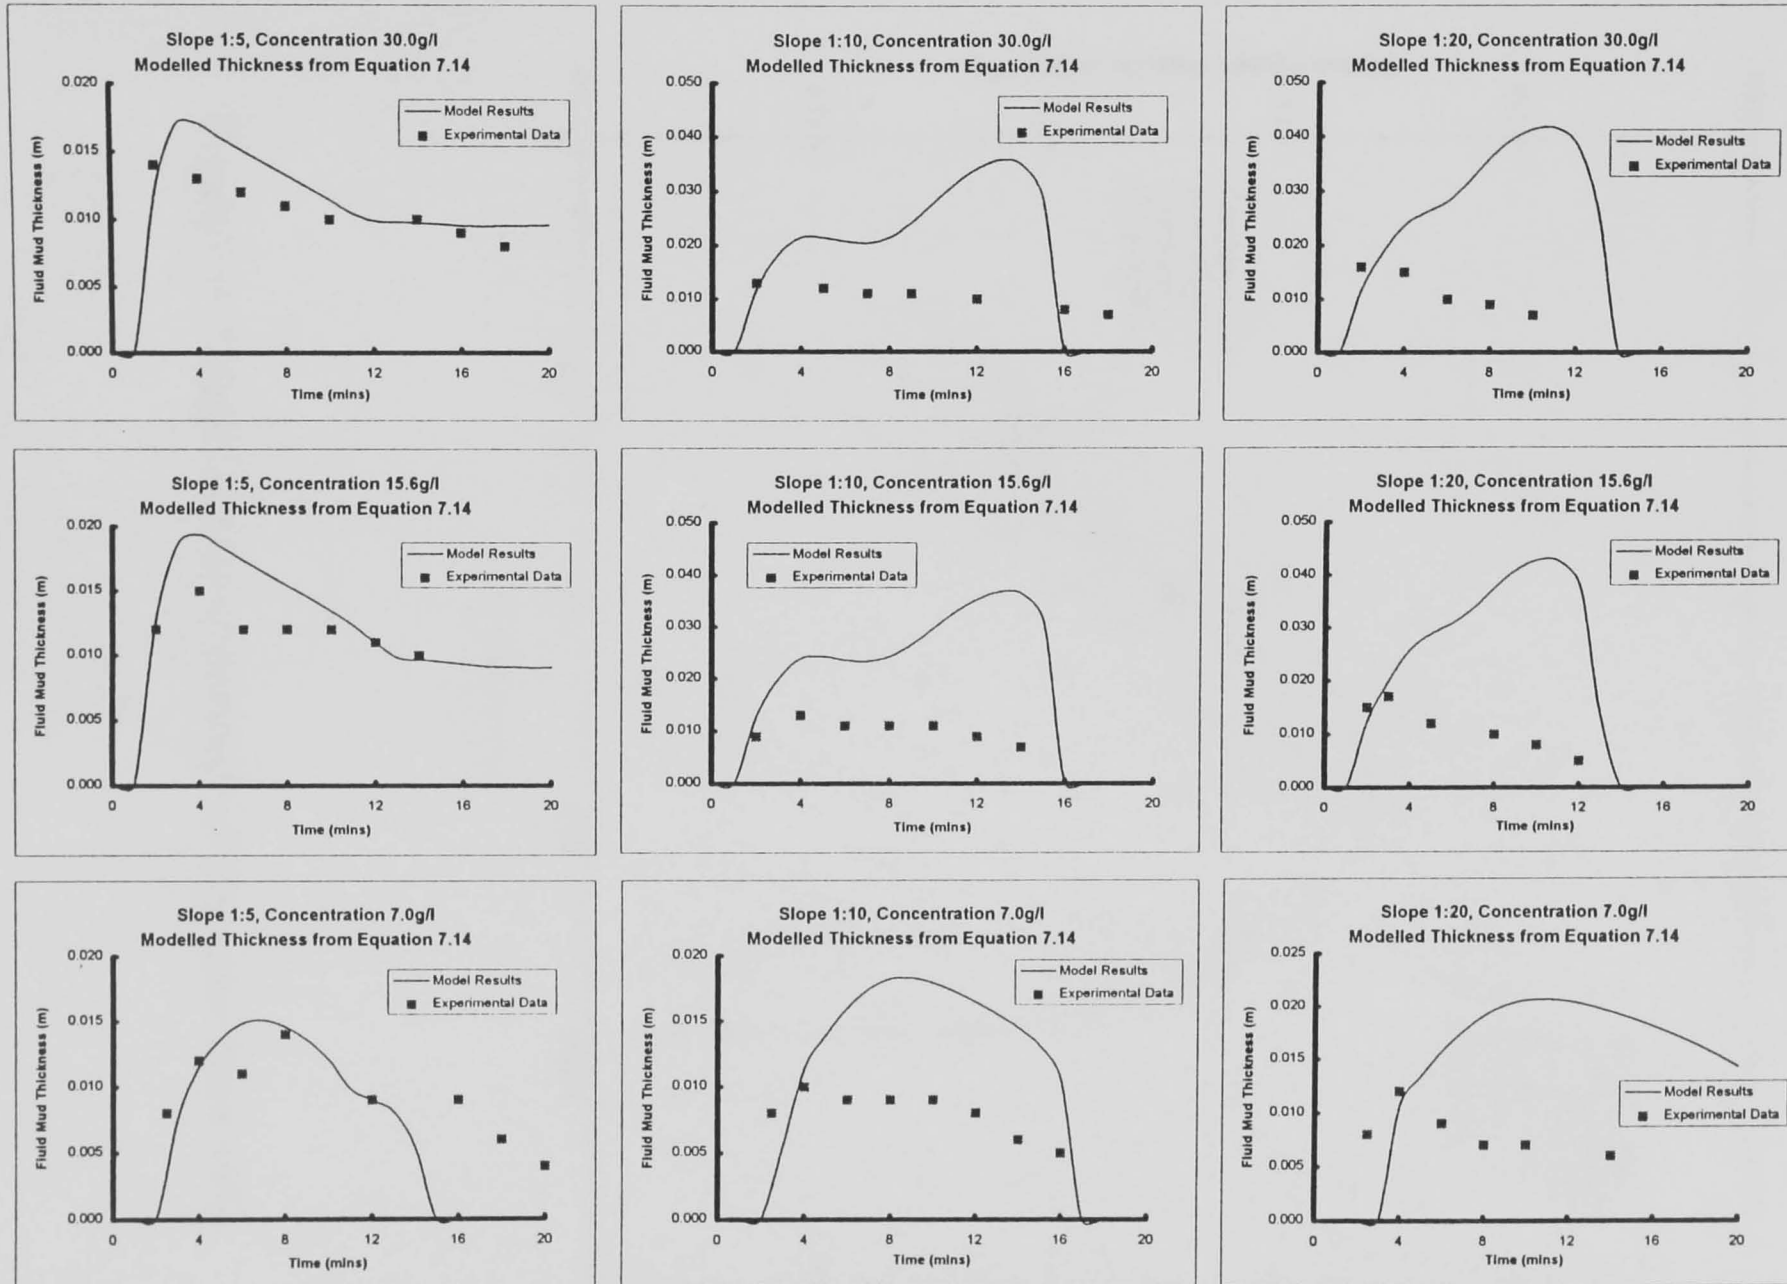 Slope 1:5, Concentration 30.0g/l
Modelled Thickness from Equation 7.14
Fluid Mud Thickness (m)
0.020
0.015
0.010
0.005
0.000
Model Results
Experimental Data
0 4 8 12 16 20
Time (mins)
Slope 1:10, Concentration 30.0g/l
Modelled Thickness from Equation 7.14
Fluid Mud Thickness (m)
0.050
0.040
0.030
0.020
0.010
0.000
Model Results
Experimental Data
0 4 8 12 16 20
Time (mins)
Slope 1:20, Concentration 30.0g/l
Modelled Thickness from Equation 7.14
Fluid Mud Thickness (m)
0.050
0.040
0.030
0.020
0.010
0.000
Model Results
Experimental Data
0 4 8 12 16 20
Time (mins)
Slope 1:5, Concentration 15.6g/l
Modelled Thickness from Equation 7.14
Fluid Mud Thickness (m)
0.020
0.015
0.010
0.005
0.000
Model Results
Experimental Data
0 4 8 12 16 20
Time (mins)
Slope 1:10, Concentration 15.6g/l
Modelled Thickness from Equation 7.14
Fluid Mud Thickness (m)
0.050
0.040
0.030
0.020
0.010
0.000
Model Results
Experimental Data
0 4 8 12 16 20
Time (mins)
Slope 1:20, Concentration 15.6g/l
Modelled Thickness from Equation 7.14
Fluid Mud Thickness (m)
0.050
0.040
0.030
0.020
0.010
0.000
Model Results
Experimental Data
0 4 8 12 16 20
Time (mins)
Slope 1:5, Concentration 7.0g/l
Modelled Thickness from Equation 7.14
Fluid Mud Thickness (m)
0.020
0.015
0.010
0.005
0.000
Model Results
Experimental Data
0 4 8 12 16 20
Time (mins)
Slope 1:10, Concentration 7.0g/l
Modelled Thickness from Equation 7.14
Fluid Mud Thickness (m)
0.020
0.015
0.010
0.005
0.000
Model Results
Experimental Data
0 4 8 12 16 20
Time (mins)
Slope 1:20, Concentration 7.0g/l
Modelled Thickness from Equation 7.14
Fluid Mud Thickness (m)
0.025
0.020
0.015
0.010
0.005
0.000
Model Results
Experimental Data
0 4 8 12 16 20
Time (mins)